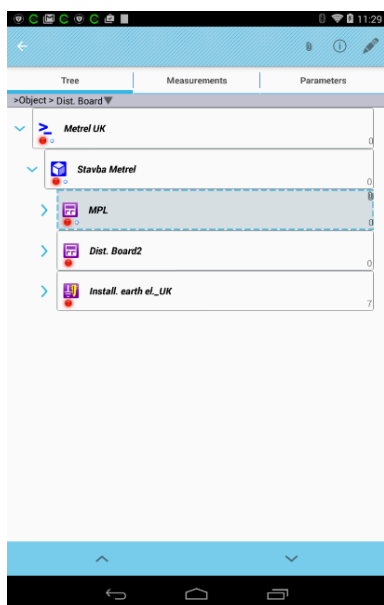 11:29
Tree Measurements Parameters
>Object > Dist. Board
Metrel UK
0
Stavba Metrel
0
MPL
0
Dist. Board2
0
Install. earth el._UK
7